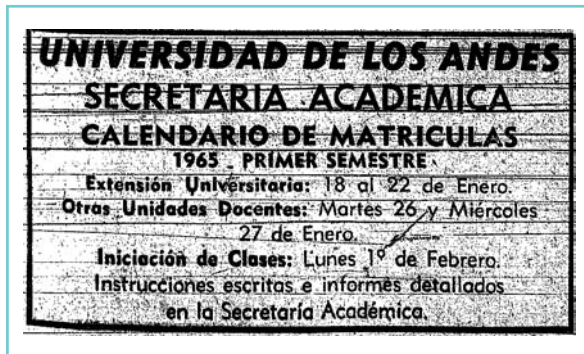 UNIVERSIDAD DE LOS ANDES
SECRETARIA ACADEMICA
CALENDARIO DE MATRICULAS
1965 - PRIMER SEMESTRE
Extensión Universitaria: 18 al 22 de Enero.
Otras Unidades Docentes: Martes 26 y Miércoles
27 de Enero.
Iniciación de Clases: Lunes 1º de Febrero.
Instrucciones escritas e informes detallados
en la Secretaría Académica.